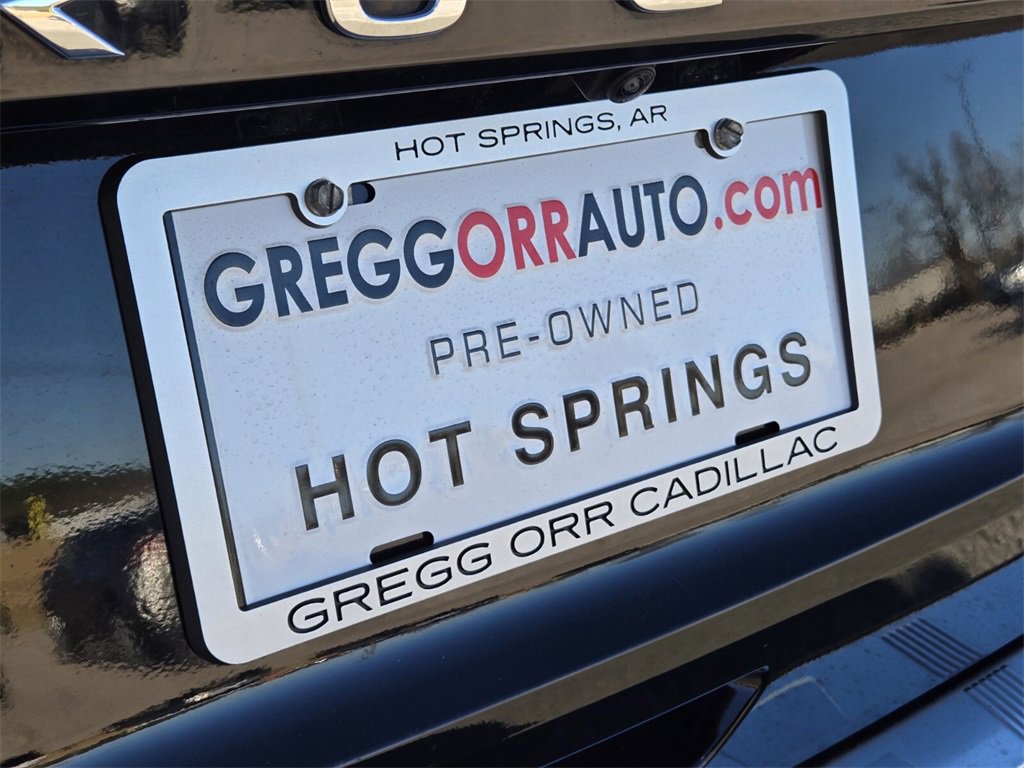 HOT SPRINGS, AR
GREGGORRAUTO.com
PRE-OWNED
HOT SPRINGS
GREGG ORR CADILLAC